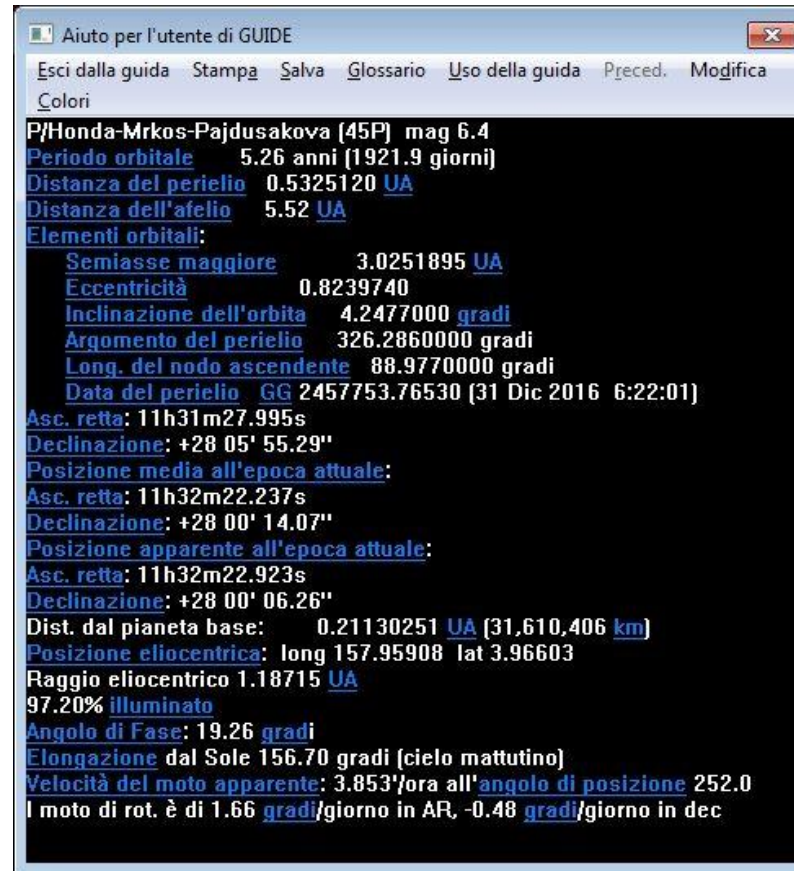 Aiuto per l'utente di GUIDE
Esci dalla guida Stampa Salva Glossario Uso della guida Preced. Modifica
Colori
P/Honda-Mrkos-Pajdusakova (45P) mag 6.4
Periodo orbitale 5.26 anni (1921.9 giorni)
Distanza del perielio 0.5325120 UA
Distanza dell'afelio 5.52 UA
Elementi orbitali:
Semiasse maggiore 3.0251895 UA
Eccentricità 0.8239740
Inclinazione dell'orbita 4.2477000 gradi
Argomento del perielio 326.2860000 gradi
Long. del nodo ascendente 88.9770000 gradi
Data del perielio GG 2457753.76530 (31 Dic 2016 6:22:01)
Asc. retta: 11h31m27.995s
Declinazione: +28 05' 55.29"
Posizione media all'epoca attuale:
Asc. retta: 11h32m22.237s
Declinazione: +28 00' 14.07"
Posizione apparente all'epoca attuale:
Asc. retta: 11h32m22.923s
Declinazione: +28 00' 06.26"
Dist. dal pianeta base: 0.21130251 UA (31,610,406 km)
Posizione eliocentrica: long 157.95908 lat 3.96603
Raggio eliocentrico 1.18715 UA
97.20% illuminato
Angolo di Fase: 19.26 gradi
Elongazione dal Sole 156.70 gradi (cielo mattutino)
Velocità del moto apparente: 3.853'/ora all'angolo di posizione 252.0
I moto di rot. è di 1.66 gradi/giorno in AR, -0.48 gradi/giorno in dec